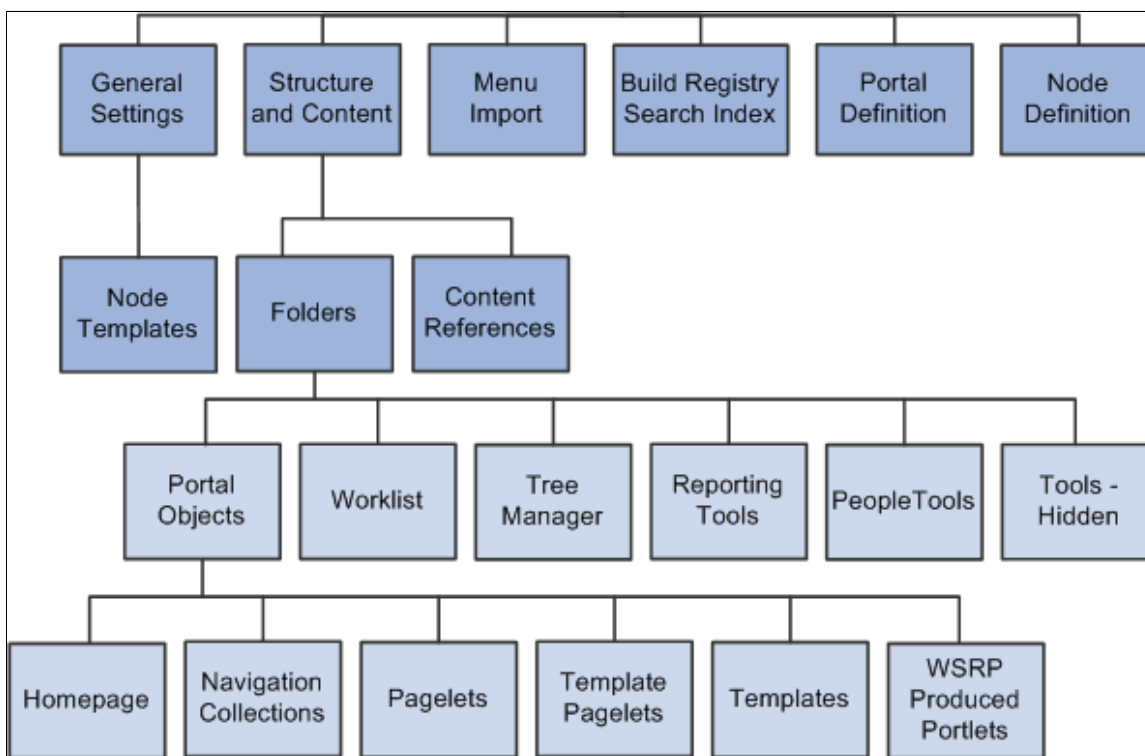 General
Settings
Structure
and Content
Menu
Import
Build Registry
Search Index
Portal
Definition
Node
Definition
Node
Templates
Folders
Content
References
Portal
Objects
Worklist
Tree
Manager
Reporting
Tools
PeopleTools
Tools -
Hidden
Homepage
Navigation
Collections
Pagelets
Template
Pagelets
Templates
WSRP
Produced
Portlets